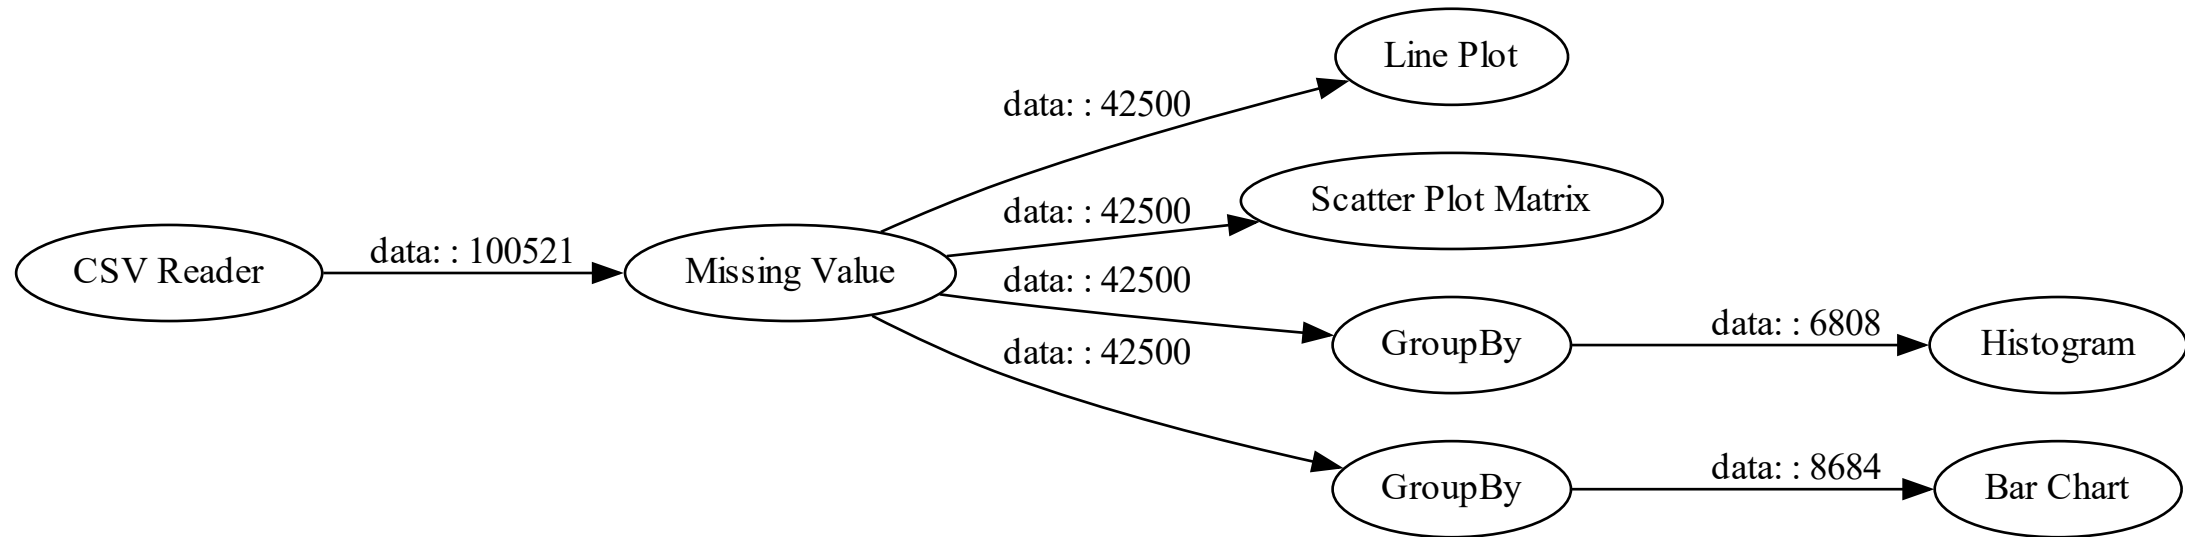 Line Plot
data: : 42500
Scatter Plot Matrix
data: : 42500
CSV Reader
data: : 100521
Missing Value
data: : 42500
GroupBy
data: : 6808
Histogram
data: : 42500
GroupBy
data: : 8684
Bar Chart